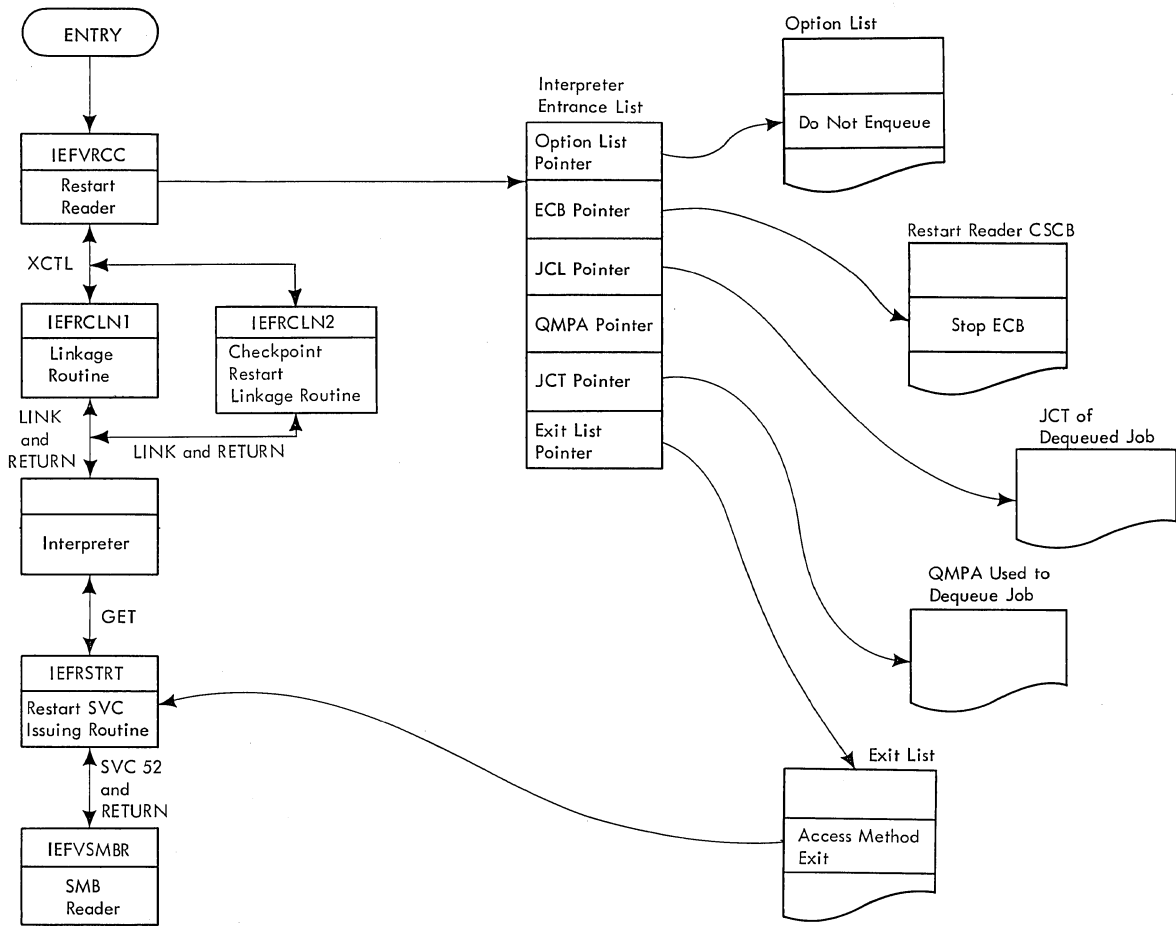 ENTRY
IEFVRCC
Restart
Reader
XCTL
IEFRCLN1
Linkage
Routine
IEFRCLN2
Checkpoint
Restart
Linkage Routine
LINK
and
RETURN
LINK and RETURN
Interpreter
GET
IEFRSTRT
Restart SVC
Issuing Routine
SVC 52
and
RETURN
IEFVSMBR
SMB
Reader
Interpreter
Entrance List
Option List
Pointer
ECB Pointer
JCL Pointer
QMPA Pointer
JCT Pointer
Exit List
Pointer
Option List
Do Not Enqueue
Restart Reader CSCB
Stop ECB
JCT of
Dequeued Job
QMPA Used to
Dequeue Job
Exit List
Access Method
Exit